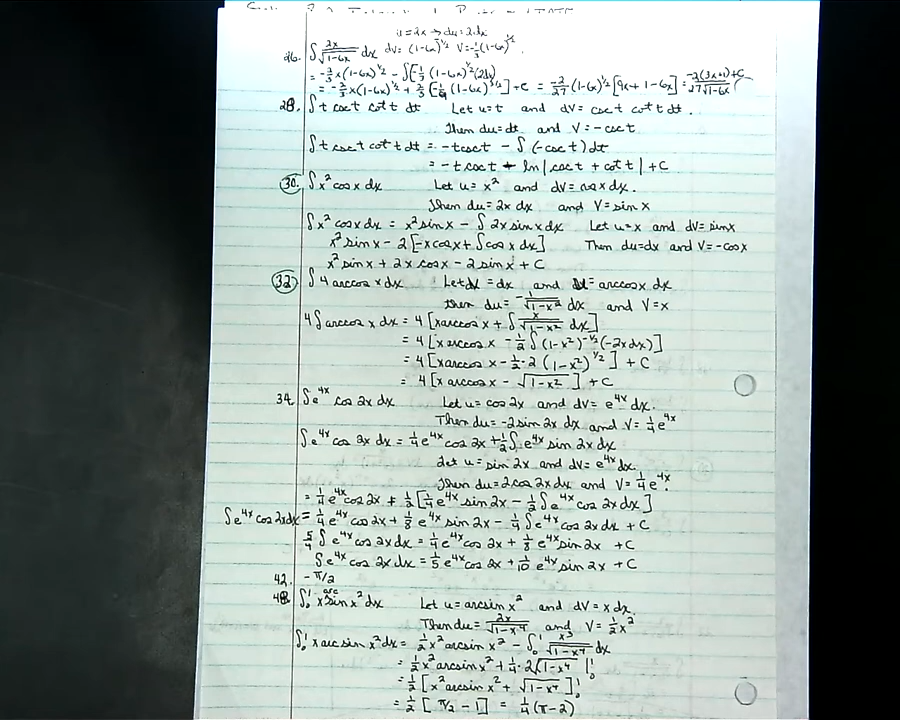 u = 2x → du = 2dx
26. ∫ 2x/√(1-6x) dx dv = (1-6x)^(-1/2) V = -1/3 (1-6x)^(1/2)
= -2/3 x(1-6x)^(1/2) - ∫[-1/3 (1-6x)^(1/2) (2dx)
= -2/3 x(1-6x)^(1/2) + 2/3 [-1/9 (1-6x)^(3/2)] + C = -2/27 (1-6x)^(1/2) [9x + 1-6x] =
28. ∫ t csc t cot t dt Let u = t and dV = csc t cot t dt.
Then du = dt and V = -csc t
∫ t csc t cot t dt = -t csc t - ∫ (-csc t) dt
= -t csc t - ln |csc t + cot t| + C
30. ∫ x² cos x dx Let u = x² and dV = cos x dx.
Then du = 2x dx and V = sin x
∫ x² cos x dx = x² sin x - ∫ 2x sin x dx Let u = x and dV = sin x
x² sin x - 2 [-x cos x + ∫ cos x dx] Then du = dx and V = -cos x
x² sin x + 2x cos x - 2 sin x + C
32. ∫ 4 arccos x dx Let dV = dx and u = arccos x dx
then du = -1/√(1-x²) dx and V = x
4 ∫ arccos x dx = 4 [x arccos x + ∫ x/√(1-x²) dx]
= 4 [x arccos x - 1/2 ∫ (1-x²)^(-1/2) (-2x dx)]
= 4 [x arccos x - 1/2 · 2 (1-x²)^(1/2)] + C
= 4 [x arccos x - √(1-x²)] + C
34. ∫ e^(4x) cos 2x dx Let u = cos 2x and dV = e^(4x) dx.
Then du = -2 sin 2x dx and V = 1/4 e^(4x)
∫ e^(4x) cos 2x dx = 1/4 e^(4x) cos 2x + 1/2 ∫ e^(4x) sin 2x dx
Let u = sin 2x and dV = e^(4x) dx
Then du = 2 cos 2x dx and V = 1/4 e^(4x).
= 1/4 e^(4x) cos 2x + 1/2 [1/4 e^(4x) sin 2x - 1/2 ∫ e^(4x) cos 2x dx]
∫ e^(4x) cos 2x dx = 1/4 e^(4x) cos 2x + 1/8 e^(4x) sin 2x - 1/4 ∫ e^(4x) cos 2x dx + C
5/4 ∫ e^(4x) cos 2x dx = 1/4 e^(4x) cos 2x + 1/8 e^(4x) sin 2x + C
∫ e^(4x) cos 2x dx = 1/5 e^(4x) cos 2x + 1/10 e^(4x) sin 2x + C
42. -π/2
48. ∫₀¹ x arcsin x² dx Let u = arcsin x² and dV = x dx.
Then du = 2x/√(1-x⁴) and V = 1/2 x²
∫₀¹ x arcsin x² dx = 1/2 x² arcsin x² - ∫₀¹ x³/√(1-x⁴) dx
= 1/2 x² arcsin x² + 1/4 · 2√(1-x⁴) |₀¹
= 1/2 [x² arcsin x² + √(1-x⁴)]₀¹
= 1/2 [π/2 - 1] = 1/4 (π-2)